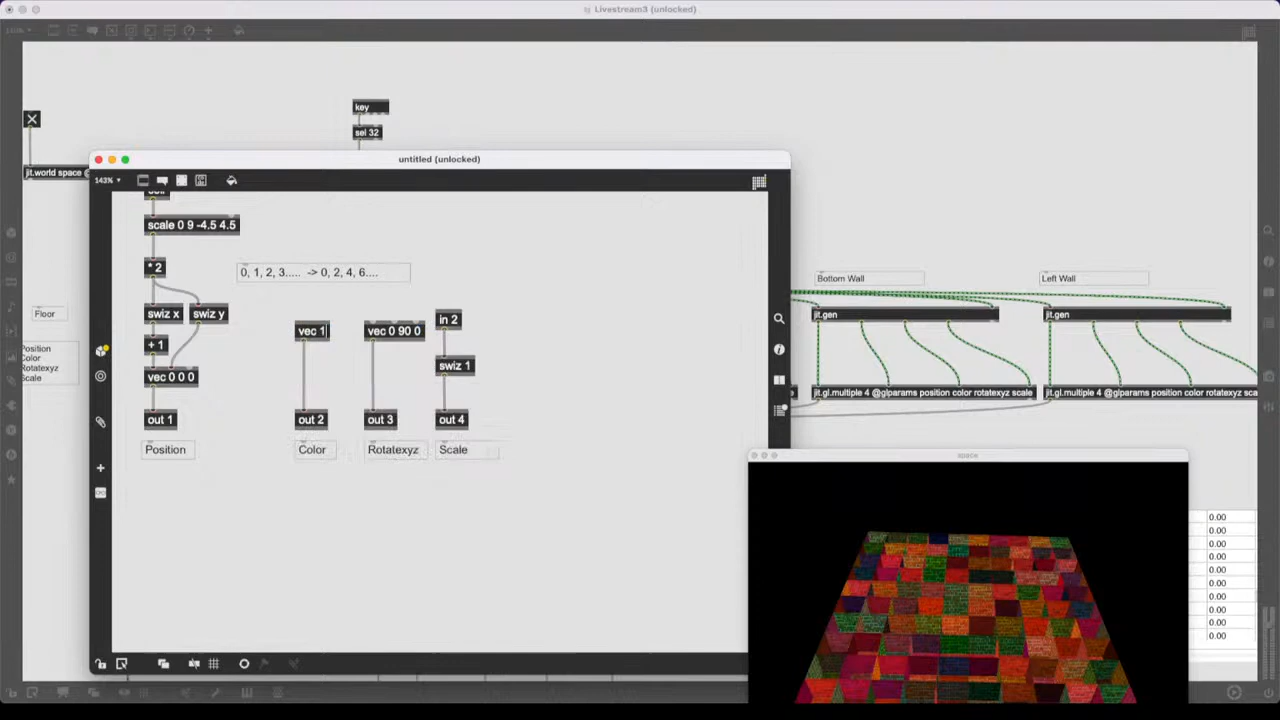 Livestream3 (unlocked)
key
sel 32
untitled (unlocked)
143%
jit.world space @
scale 0 9 -4.5 4.5
* 2
0, 1, 2, 3..... -> 0, 2, 4, 6....
Bottom Wall
Left Wall
swiz x
swiz y
in 2
Floor
jit.gen
jit.gen
vec 1
vec 0 90 0
+ 1
Position
Color
Rotatexyz
Scale
swiz 1
vec 0 0 0
jit.gl.multiple 4 @glparams position color rotatexyz scale
jit.gl.multiple 4 @glparams position color rotatexyz sca
out 1
out 2
out 3
out 4
Position
Color
Rotatexyz
Scale
space
0.00
0.00
0.00
0.00
0.00
0.00
0.00
0.00
0.00
0.00